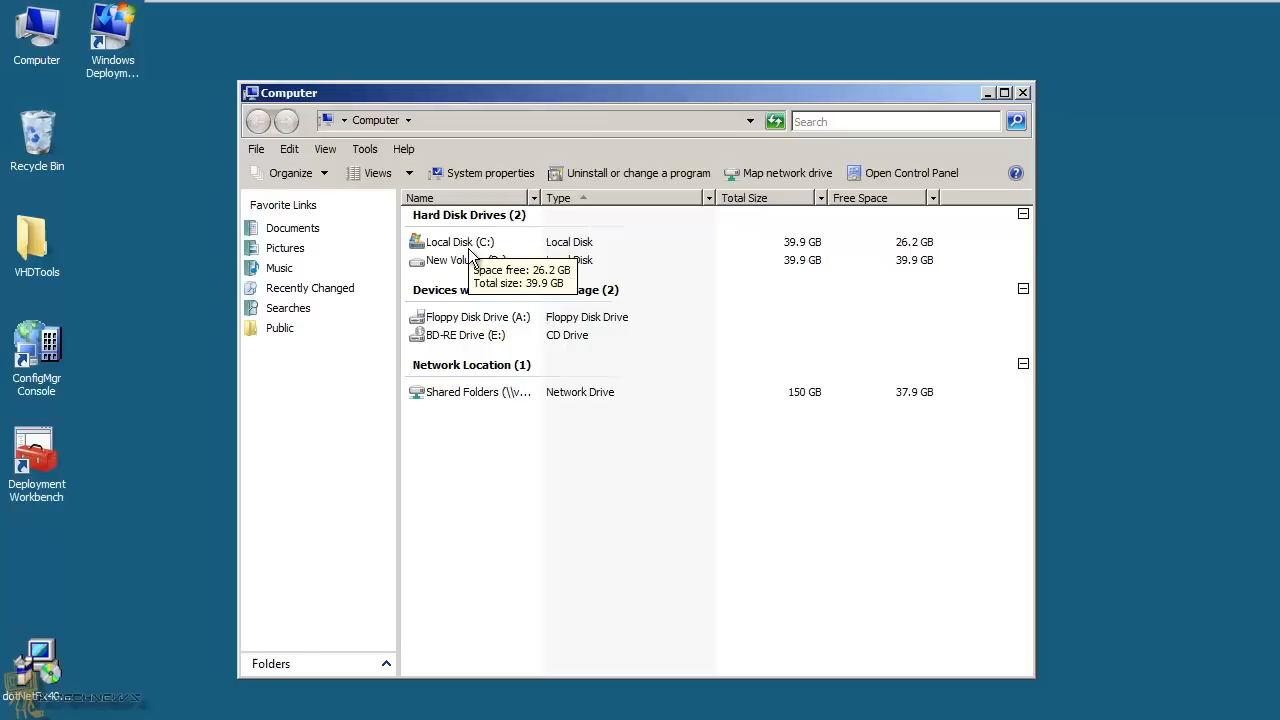 Computer
Windows
Deploym...
Recycle Bin
VHDTools
ConfigMgr
Console
Deployment
Workbench
Computer
Computer
Search
File Edit View Tools Help
Organize Views System properties Uninstall or change a program Map network drive Open Control Panel
Favorite Links
Documents
Pictures
Music
Recently Changed
Searches
Public
Folders
Name Type Total Size Free Space
Hard Disk Drives (2)
Local Disk (C:) Local Disk 39.9 GB 26.2 GB
New Disk 39.9 GB 39.9 GB
Space free: 26.2 GB
Total size: 39.9 GB
Devices (2)
Floppy Disk Drive (A:) Floppy Disk Drive
BD-RE Drive (E:) CD Drive
Network Location (1)
Shared Folders (\\v... Network Drive 150 GB 37.9 GB